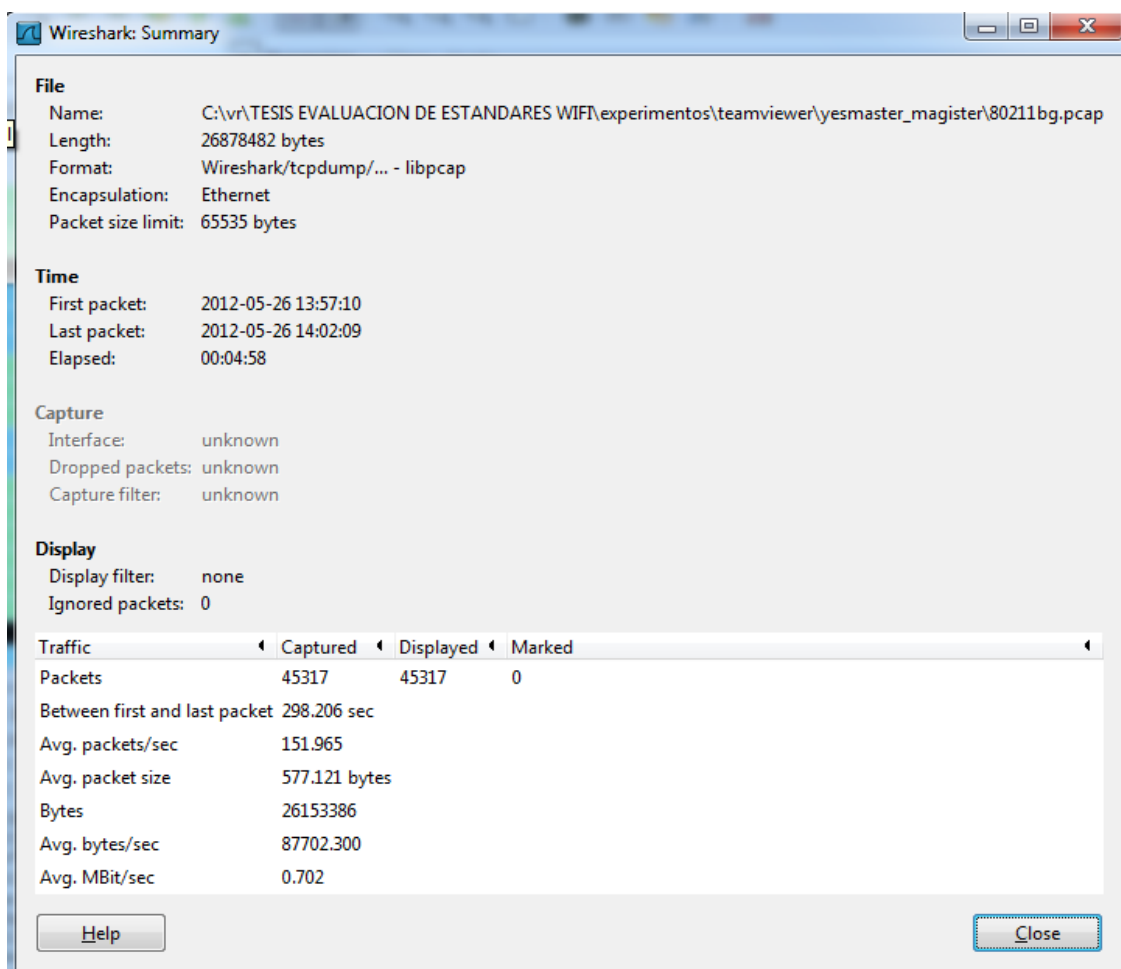 Wireshark: Summary
File
Name: C:\vr\TESIS EVALUACION DE ESTANDARES WIFI\experimentos\teamviewer\yesmaster_magister\80211bg.pcap
Length: 26878482 bytes
Format: Wireshark/tcpdump/... - libpcap
Encapsulation: Ethernet
Packet size limit: 65535 bytes
Time
First packet: 2012-05-26 13:57:10
Last packet: 2012-05-26 14:02:09
Elapsed: 00:04:58
Capture
Interface: unknown
Dropped packets: unknown
Capture filter: unknown
Display
Display filter: none
Ignored packets: 0
Traffic Captured Displayed Marked
Packets 45317 45317 0
Between first and last packet 298.206 sec
Avg. packets/sec 151.965
Avg. packet size 577.121 bytes
Bytes 26153386
Avg. bytes/sec 87702.300
Avg. MBit/sec 0.702
Help Close